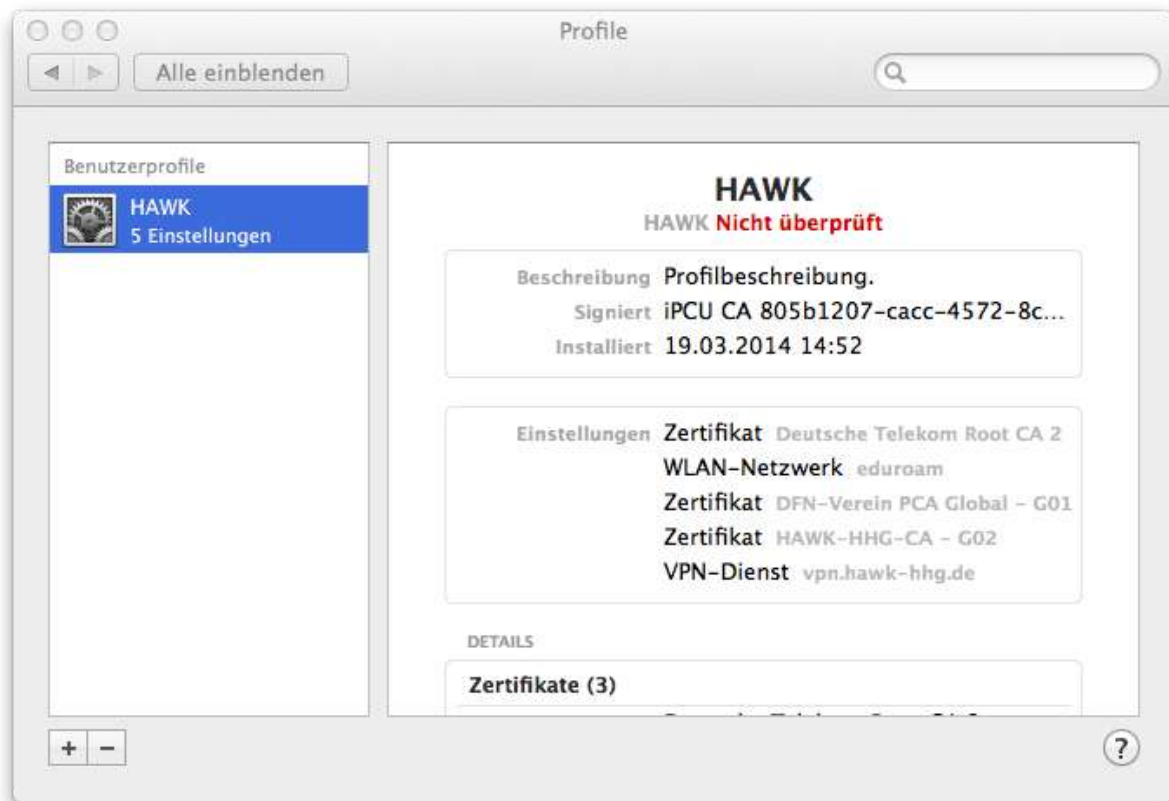 Profile
Alle einblenden
Benutzerprofile
HAWK
5 Einstellungen
HAWK
HAWK Nicht überprüft
Beschreibung Profilbeschreibung.
Signiert iPCU CA 805b1207-cacc-4572-8c...
Installiert 19.03.2014 14:52
Einstellungen Zertifikat Deutsche Telekom Root CA 2
WLAN-Netzwerk eduroam
Zertifikat DFN-Verein PCA Global - G01
Zertifikat HAWK-HHG-CA - G02
VPN-Dienst vpn.hawk-hhg.de
DETAILS
Zertifikate (3)
+ −
?